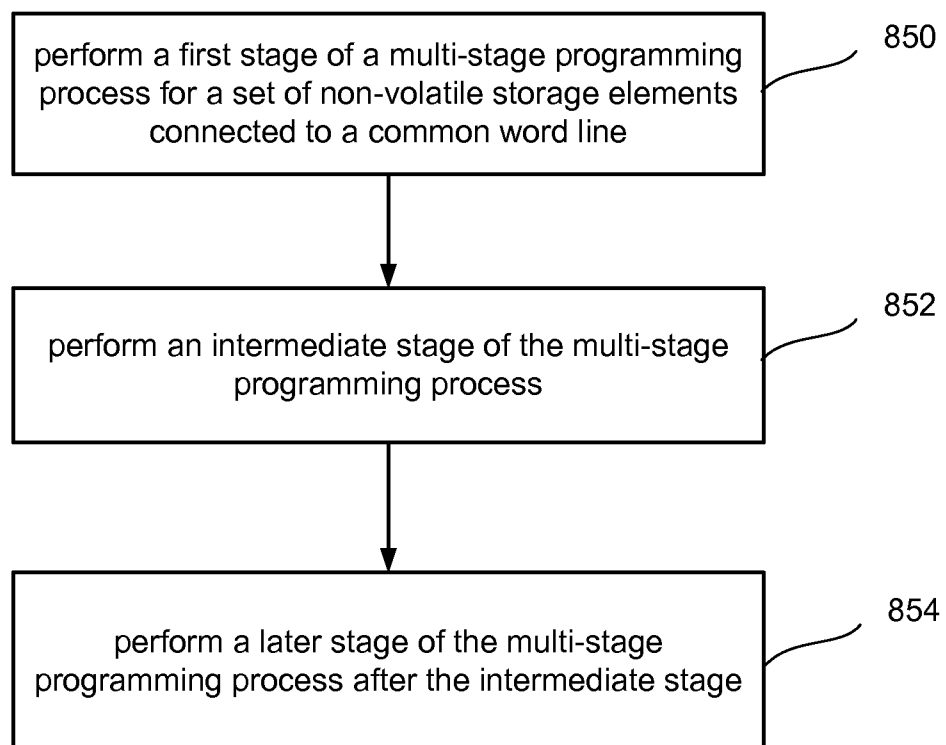 perform a first stage of a multi-stage programming
process for a set of non-volatile storage elements
connected to a common word line
850
perform an intermediate stage of the multi-stage
programming process
852
perform a later stage of the multi-stage
programming process after the intermediate stage
854